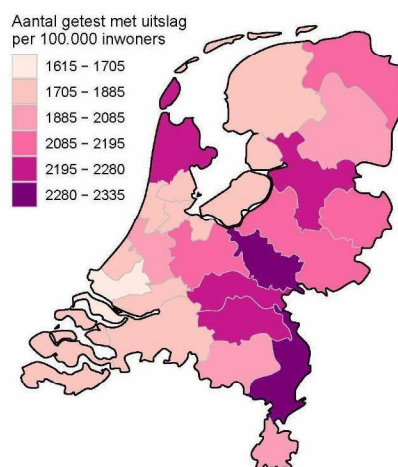 Aantal getest met uitslag
per 100.000 inwoners
1615 – 1705
1705 – 1885
1885 – 2085
2085 – 2195
2195 – 2280
2280 – 2335